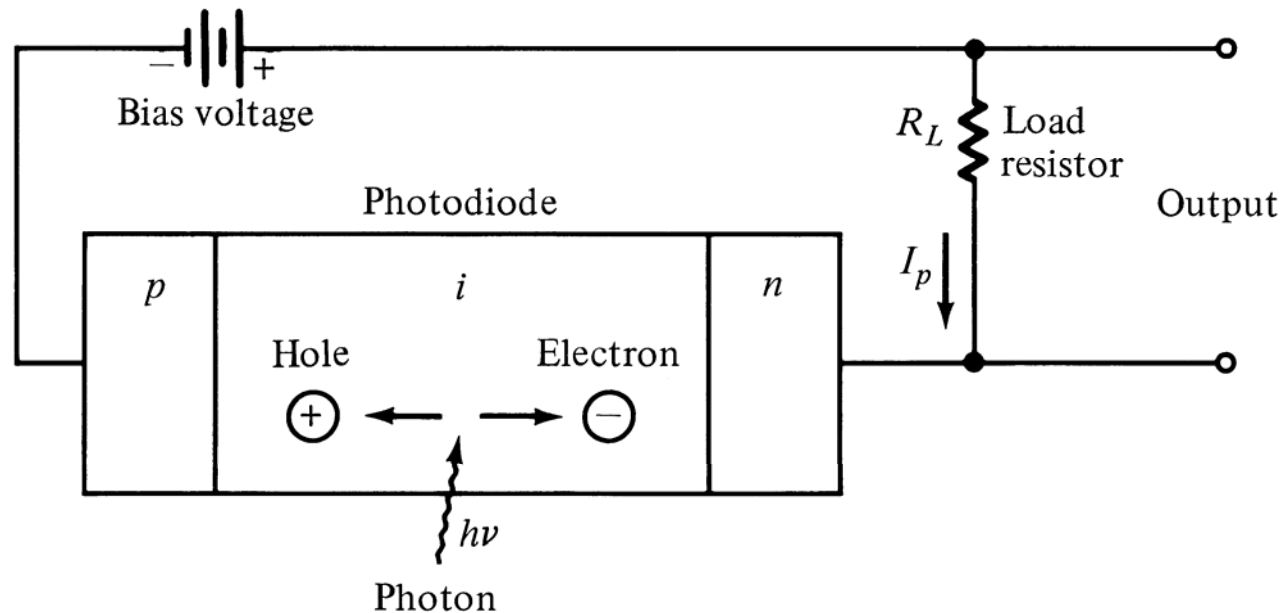 − +
Bias voltage
R_L Load
resistor
Photodiode
Output
p i n
I_p
Hole Electron
+ −
hν
Photon